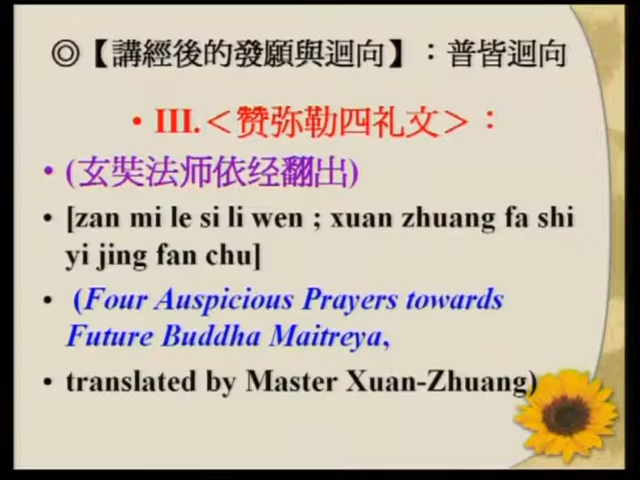 ◎【講經後的發願與迴向】：普皆迴向
• III.＜赞弥勒四礼文＞：
• (玄奘法师依经翻出)
• [zan mi le si li wen ; xuan zhuang fa shi
yi jing fan chu]
• (Four Auspicious Prayers towards
Future Buddha Maitreya,
• translated by Master Xuan-Zhuang)